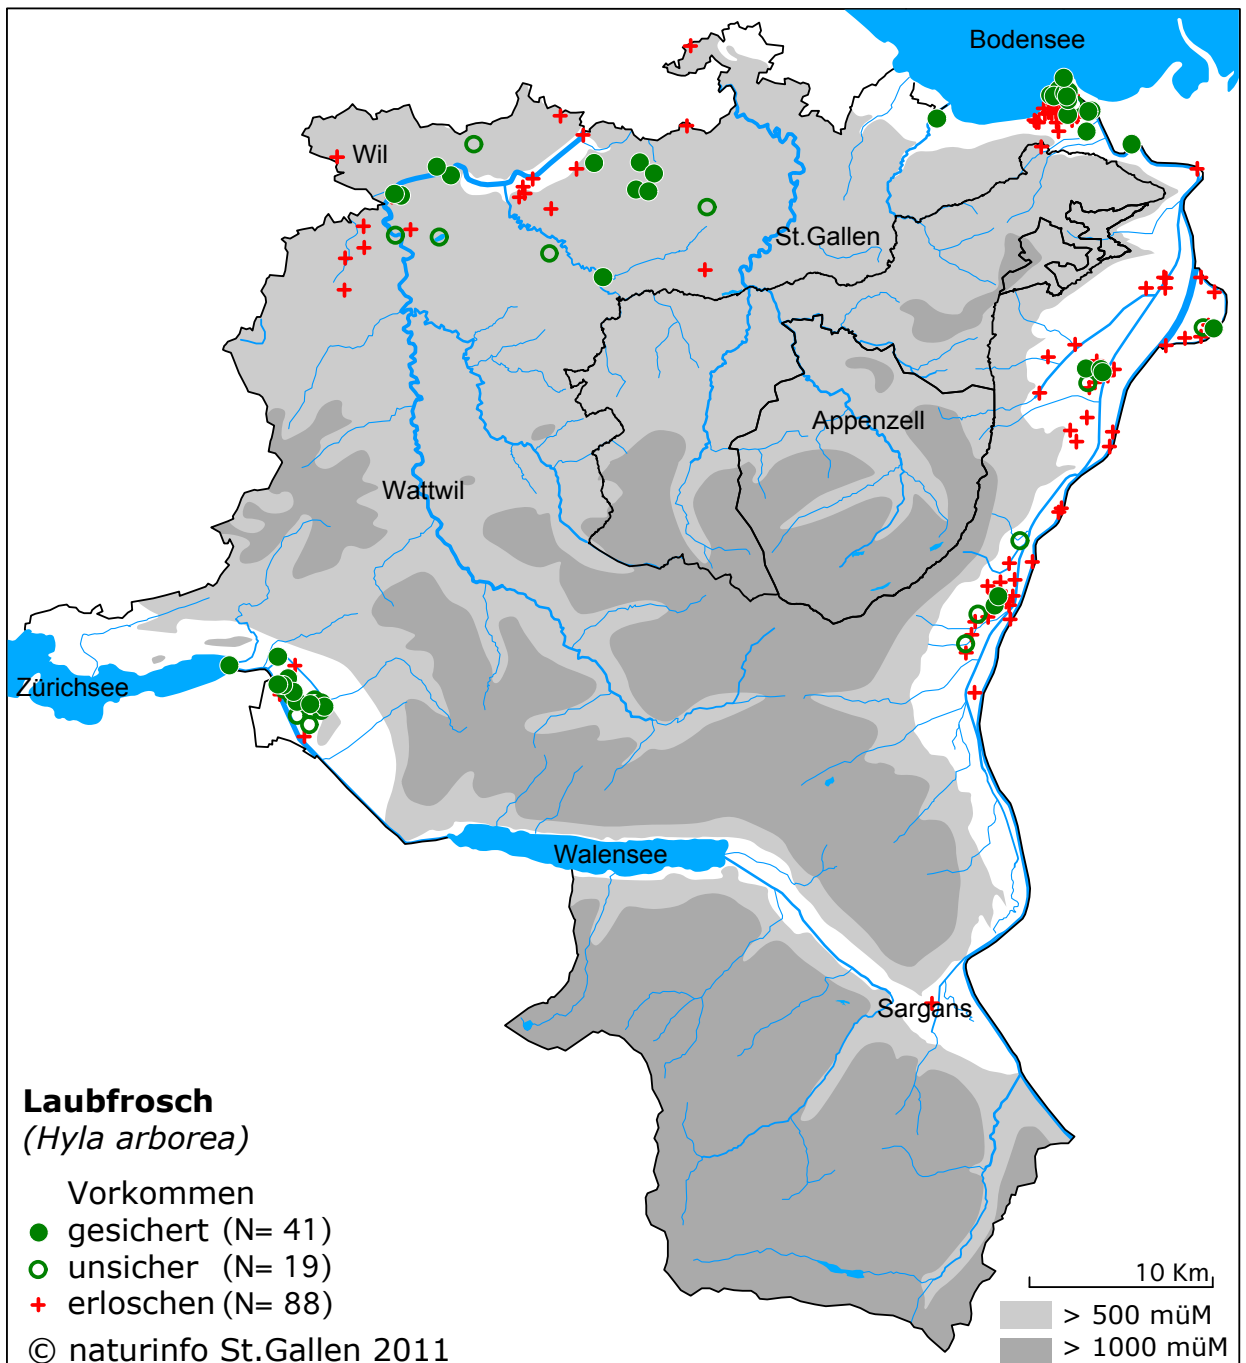 Bodensee
Wil
St.Gallen
Appenzell
Wattwil
Zürichsee
Walensee
Sargans
Laubfrosch
(Hyla arborea)
Vorkommen
gesichert (N= 41)
unsicher (N= 19)
erloschen (N= 88)
© naturinfo St.Gallen 2011
10 Km
> 500 müM
> 1000 müM